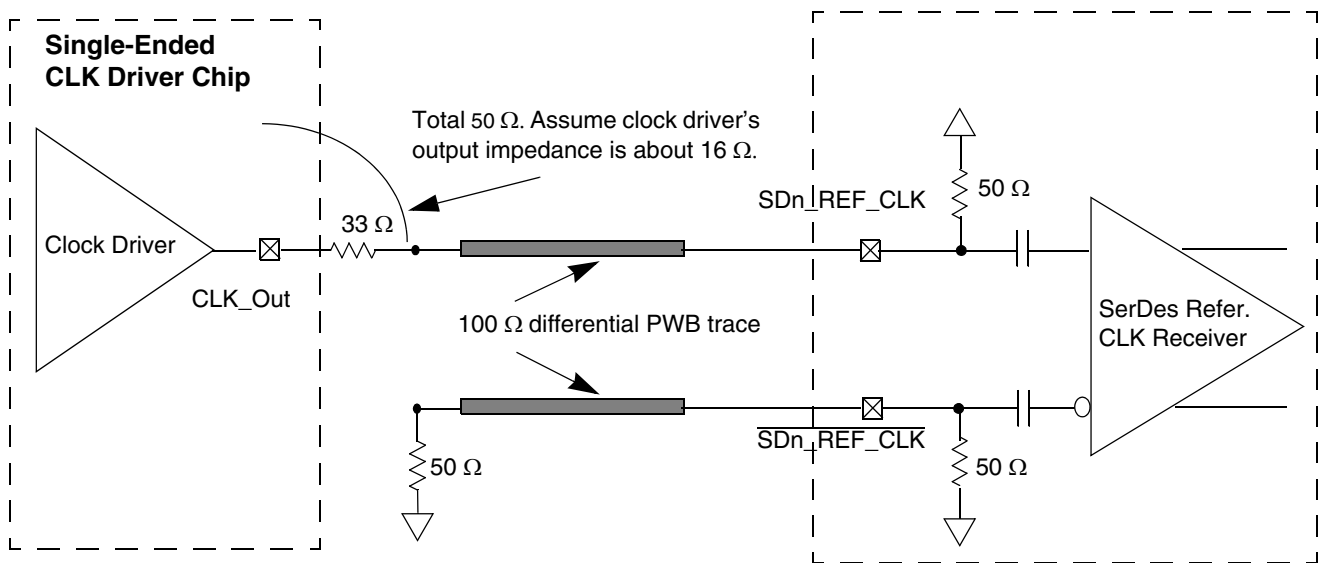 Single-Ended
CLK Driver Chip
Total 50 Ω. Assume clock driver's
output impedance is about 16 Ω.
SDn_REF_CLK
50 Ω
33 Ω
Clock Driver
CLK_Out
100 Ω differential PWB trace
SerDes Refer.
CLK Receiver
SDn_REF_CLK
50 Ω
50 Ω